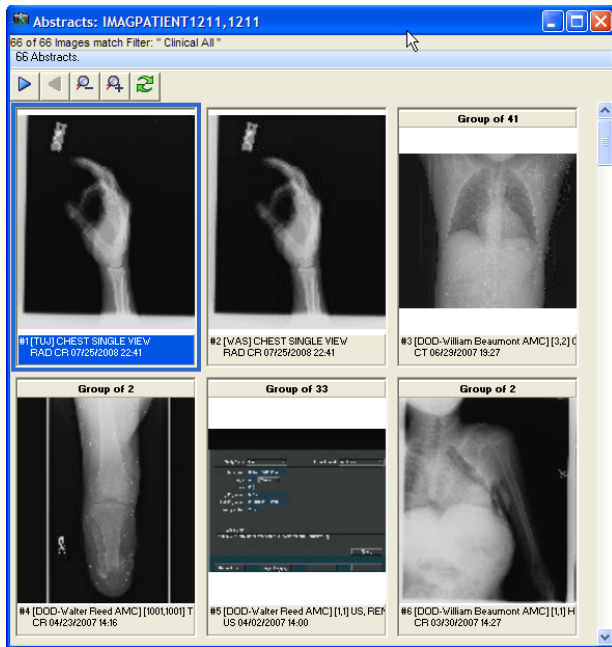 Abstracts: IMAGPATIENT1211,1211
66 of 66 Images match Filter: " Clinical All "
66 Abstracts.
Group of 41
#1 [TUJ] CHEST SINGLE VIEW
RAD CR 07/25/2008 22:41
#2 [WAS] CHEST SINGLE VIEW
RAD CR 07/25/2008 22:41
#3 [DOD-William Beaumont AMC] [3,2]
CT 06/29/2007 19:27
Group of 2
Group of 33
Group of 2
#4 [DOD-Walter Reed AMC] [1001,1001] T
CR 04/23/2007 14:16
#5 [DOD-Walter Reed AMC] [1,1] US, REN
US 04/02/2007 14:00
#6 [DOD-William Beaumont AMC] [1,1] H
CR 03/30/2007 14:27